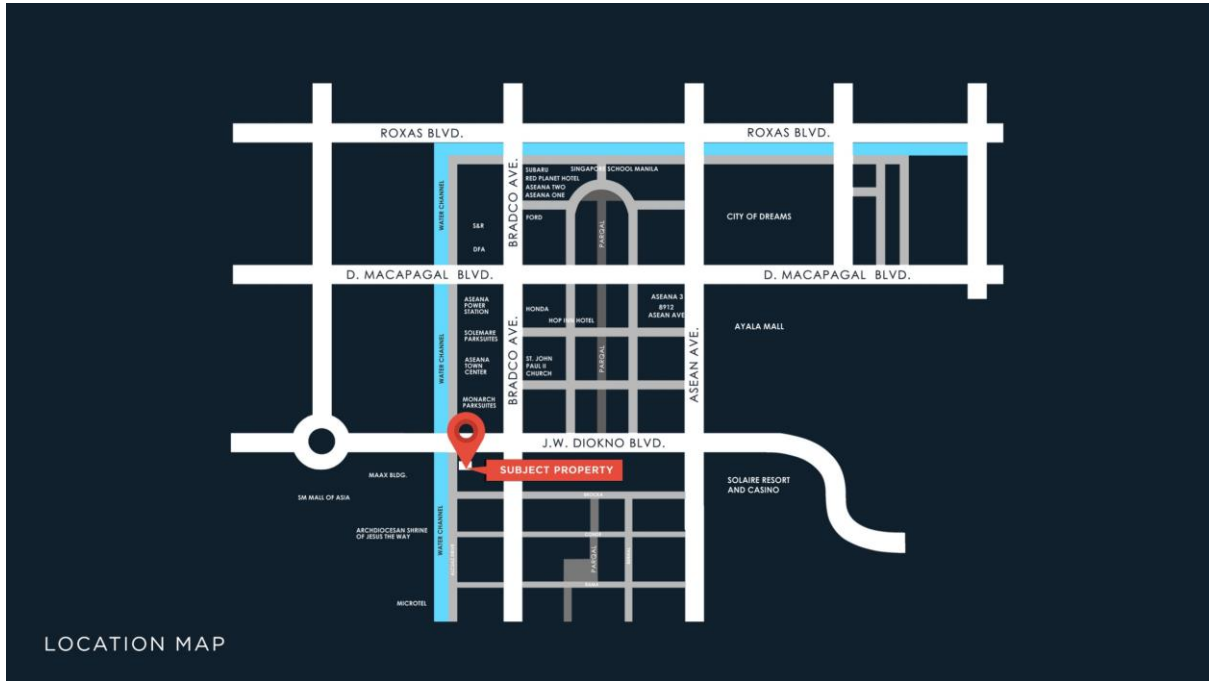 ROXAS BLVD.
ROXAS BLVD.
WATER CHANNEL
BRADCO AVE.
SUBARU
RED PLANET HOTEL
ASEANA TWO
ASEANA ONE
SINGAPORE SCHOOL MANILA
FORD
S&R
DFA
PARQAL
CITY OF DREAMS
D. MACAPAGAL BLVD.
D. MACAPAGAL BLVD.
ASEANA
POWER
STATION
SOLEMARE
PARKSUITES
ASEANA
TOWN
CENTER
MONARCH
PARKSUITES
WATER CHANNEL
BRADCO AVE.
HONDA
HOP INN HOTEL
ST. JOHN
PAUL II
CHURCH
PARQAL
ASEANA 3
8912
ASEAN AVE
ASEAN AVE.
AYALA MALL
J.W. DIOKNO BLVD.
SUBJECT PROPERTY
MAAX BLDG.
SM MALL OF ASIA
ARCHDIOCESAN SHRINE
OF JESUS THE WAY
MICROTEL
WATER CHANNEL
PARQAL
SOLAIRE RESORT
AND CASINO
LOCATION MAP